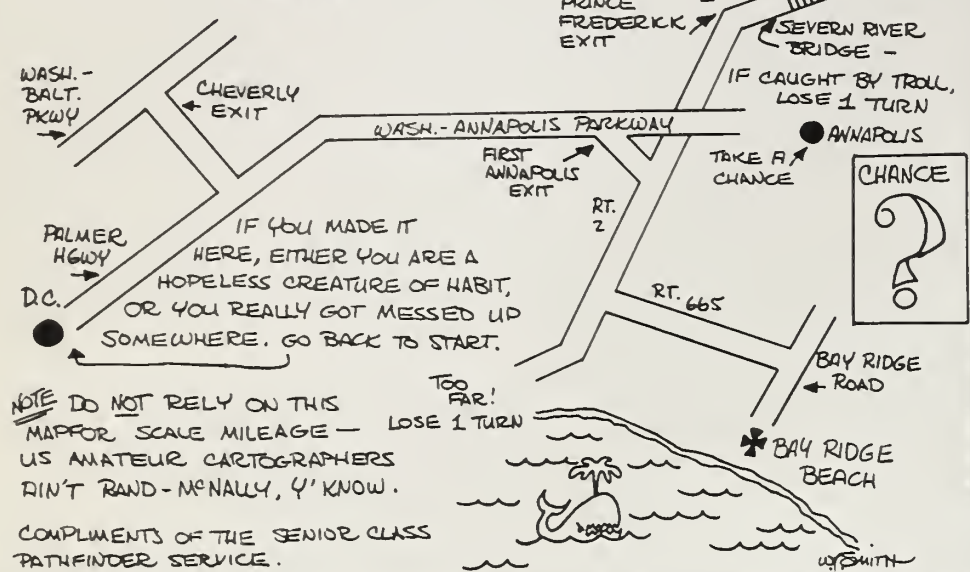 PRINCE
FREDERICK
EXIT
SEVERN RIVER
BRIDGE –
IF CAUGHT BY TROLL,
LOSE 1 TURN
WASH.-
BALT.
PKWY
CHEVERLY
EXIT
WASH.-ANNAPOLIS PARKWAY
ANNAPOLIS
FIRST
ANNAPOLIS
EXIT
TAKE A
CHANCE
CHANCE
?
RT.
2
PALMER
HGWY
D.C.
IF YOU MADE IT
HERE, EITHER YOU ARE A
HOPELESS CREATURE OF HABIT,
OR YOU REALLY GOT MESSED UP
SOMEWHERE. GO BACK TO START.
RT. 665
BAY RIDGE
ROAD
TOO
FAR!
LOSE 1 TURN
BAY RIDGE
BEACH
NOTE DO NOT RELY ON THIS
MAPFOR SCALE MILEAGE —
US AMATEUR CARTOGRAPHERS
AIN'T RAND-McNALLY, Y'KNOW.
COMPLIMENTS OF THE SENIOR CLASS
PATHFINDER SERVICE.
W. SMITH